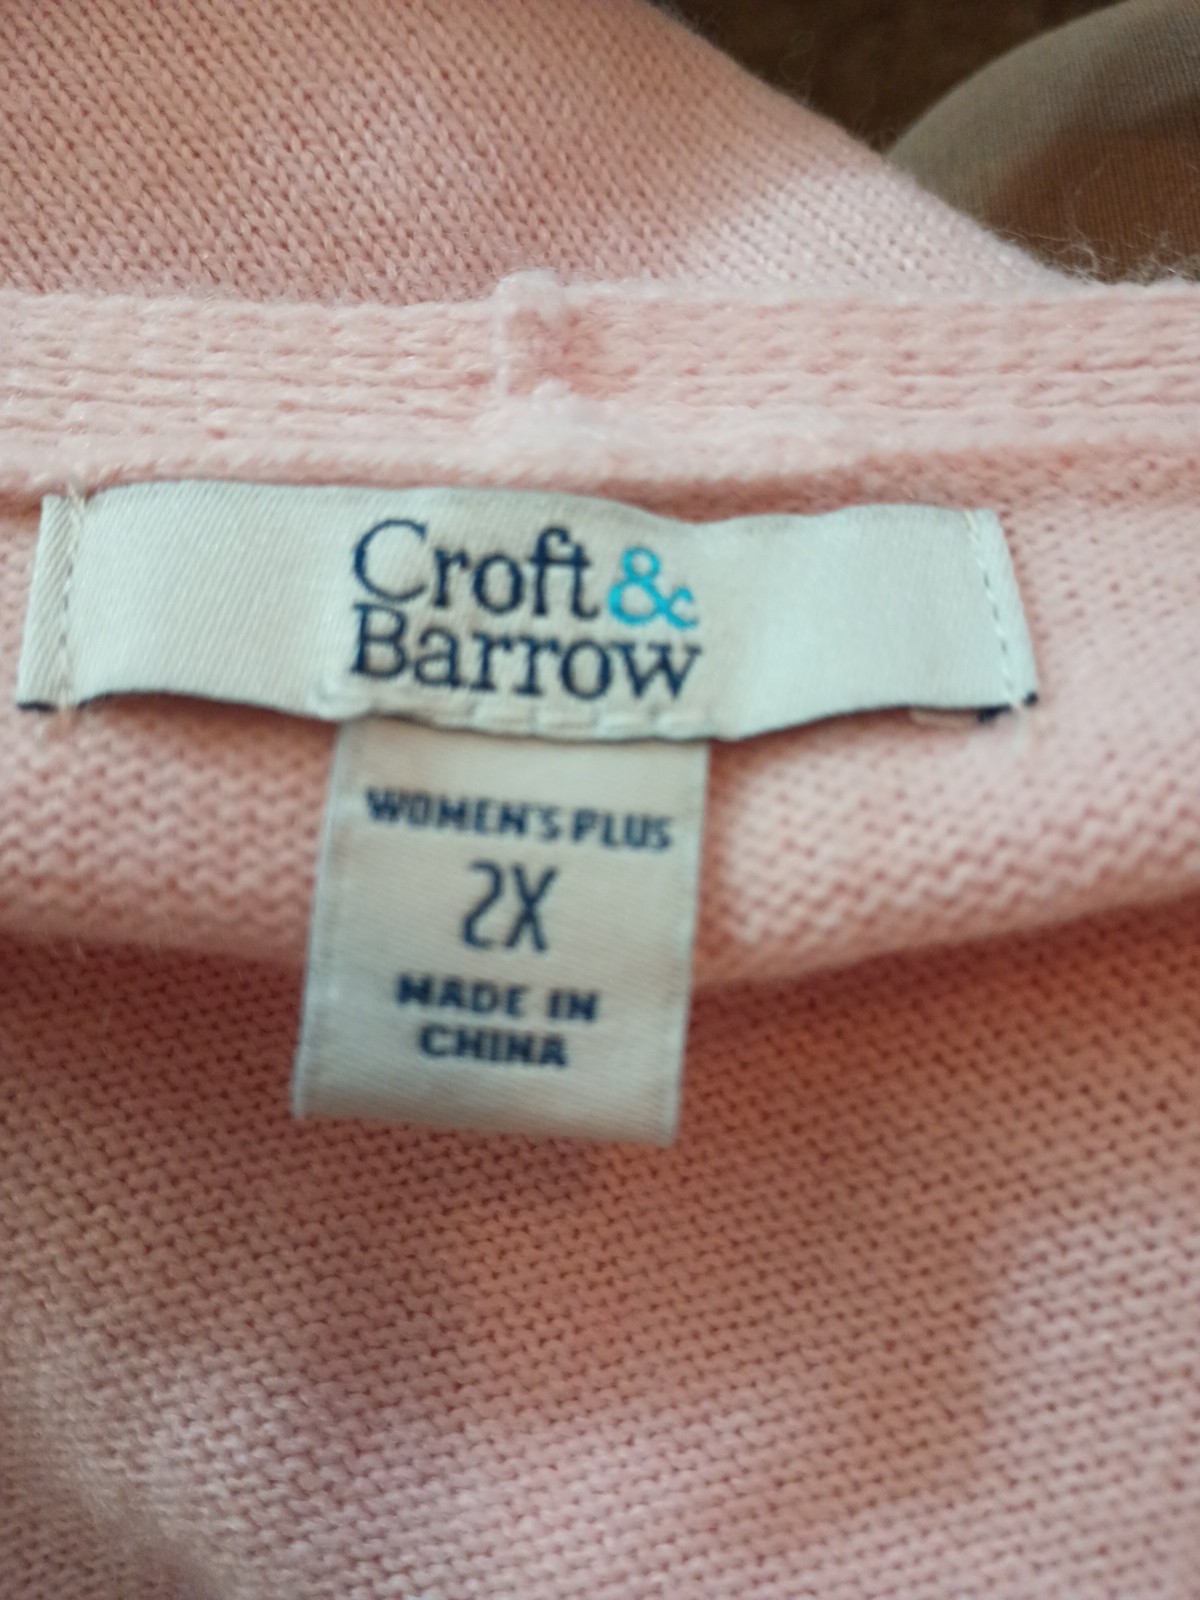 Croft &
Barrow
WOMEN'S PLUS
2X
MADE IN
CHINA